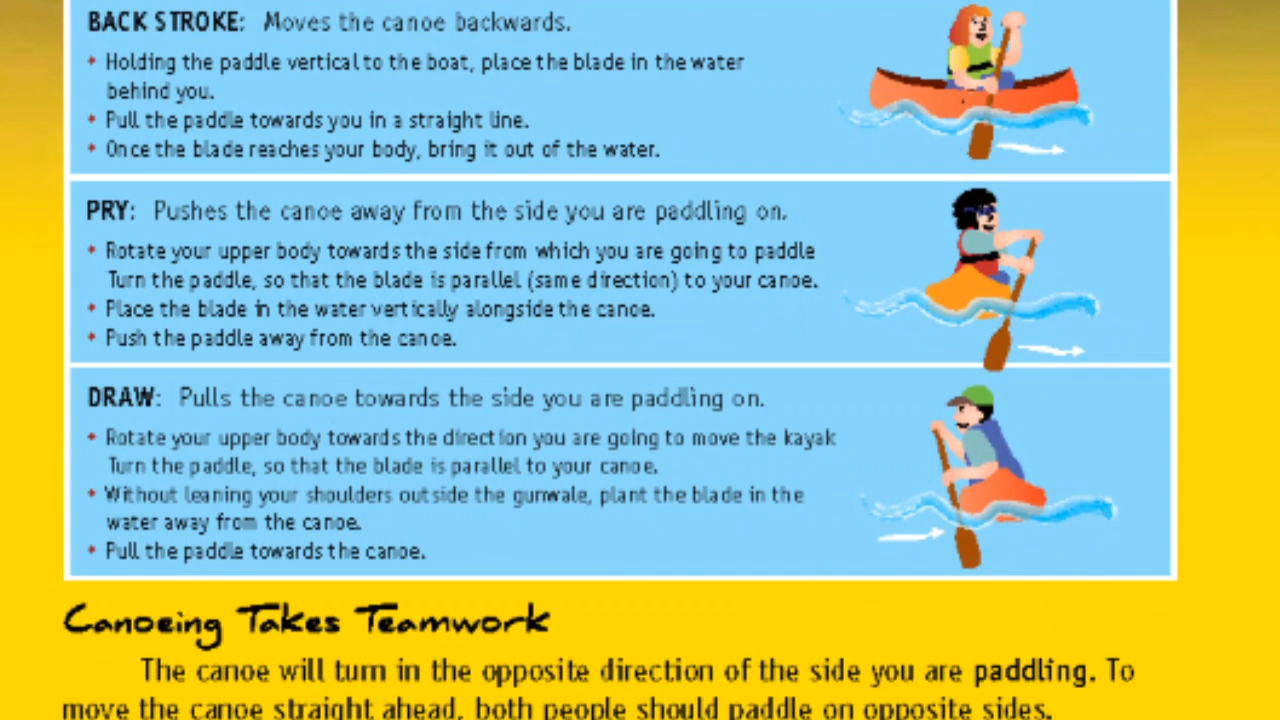 BACK STROKE: Moves the canoe backwards.
• Holding the paddle vertical to the boat, place the blade in the water
behind you.
• Pull the paddle towards you in a straight line.
• Once the blade reaches your body, bring it out of the water.
PRY: Pushes the canoe away from the side you are paddling on.
• Rotate your upper body towards the side from which you are going to paddle
Turn the paddle, so that the blade is parallel (same direction) to your canoe.
• Place the blade in the water vertically alongside the canoe.
• Push the paddle away from the canoe.
DRAW: Pulls the canoe towards the side you are paddling on.
• Rotate your upper body towards the direction you are going to move the kayak
Turn the paddle, so that the blade is parallel to your canoe.
• Without leaning your shoulders outside the gunwale, plant the blade in the
water away from the canoe.
• Pull the paddle towards the canoe.
Canoeing Takes Teamwork
The canoe will turn in the opposite direction of the side you are paddling. To
move the canoe straight ahead, both people should paddle on opposite sides.